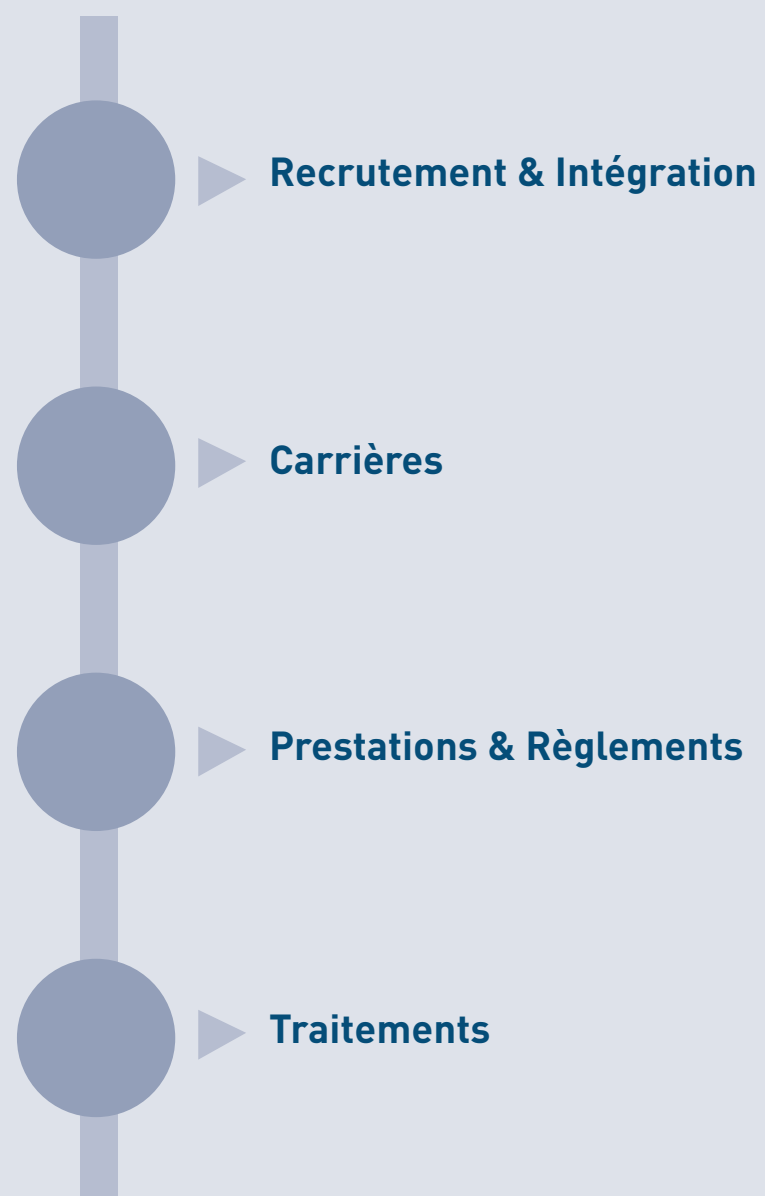 Recrutement & Intégration
Carrières
Prestations & Règlements
Traitements